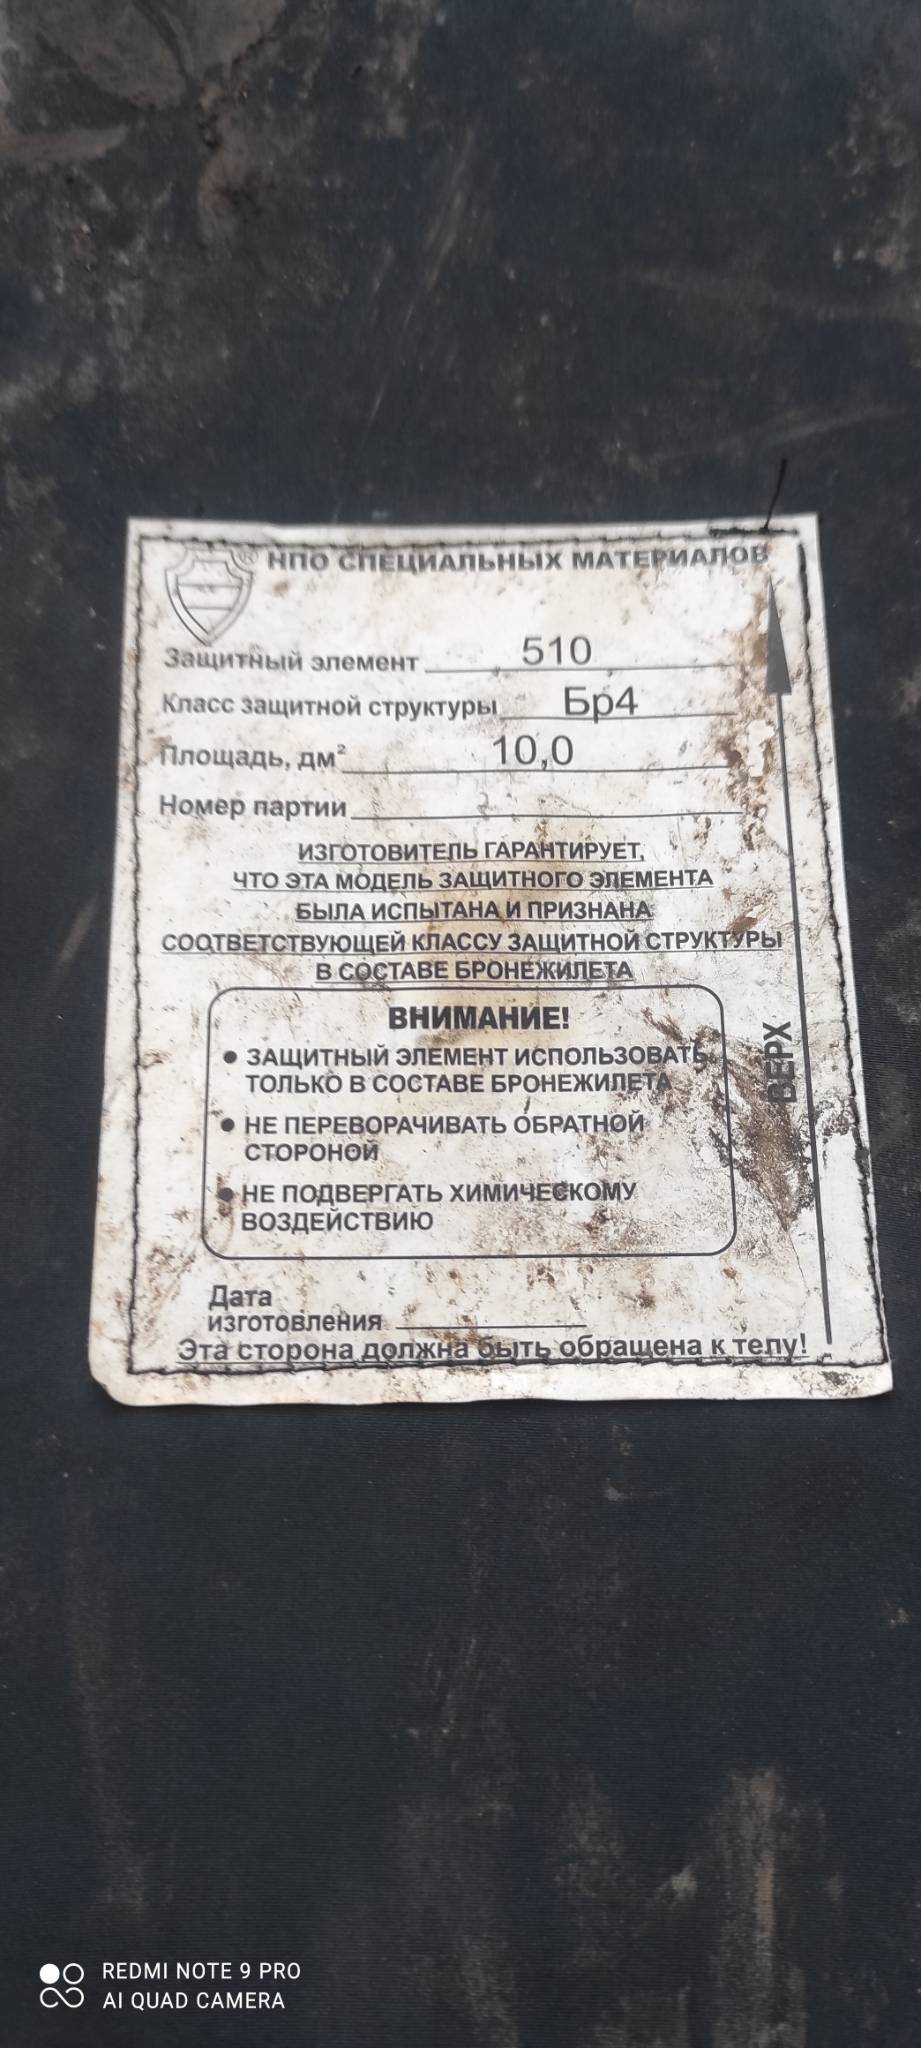 НПО СПЕЦИАЛЬНЫХ МАТЕРИАЛОВ
Защитный элемент 510
Класс защитной структуры Бр4
Площадь, дм² 10,0
Номер партии
ИЗГОТОВИТЕЛЬ ГАРАНТИРУЕТ,
ЧТО ЭТА МОДЕЛЬ ЗАЩИТНОГО ЭЛЕМЕНТА
БЫЛА ИСПЫТАНА И ПРИЗНАНА
СООТВЕТСТВУЮЩЕЙ КЛАССУ ЗАЩИТНОЙ СТРУКТУРЫ
В СОСТАВЕ БРОНЕЖИЛЕТА
ВНИМАНИЕ!
● ЗАЩИТНЫЙ ЭЛЕМЕНТ ИСПОЛЬЗОВАТЬ
ТОЛЬКО В СОСТАВЕ БРОНЕЖИЛЕТА
● НЕ ПЕРЕВОРАЧИВАТЬ ОБРАТНОЙ
СТОРОНОЙ
● НЕ ПОДВЕРГАТЬ ХИМИЧЕСКОМУ
ВОЗДЕЙСТВИЮ
ВЕРХ
Дата
изготовления
Эта сторона должна быть обращена к телу!
REDMI NOTE 9 PRO
AI QUAD CAMERA